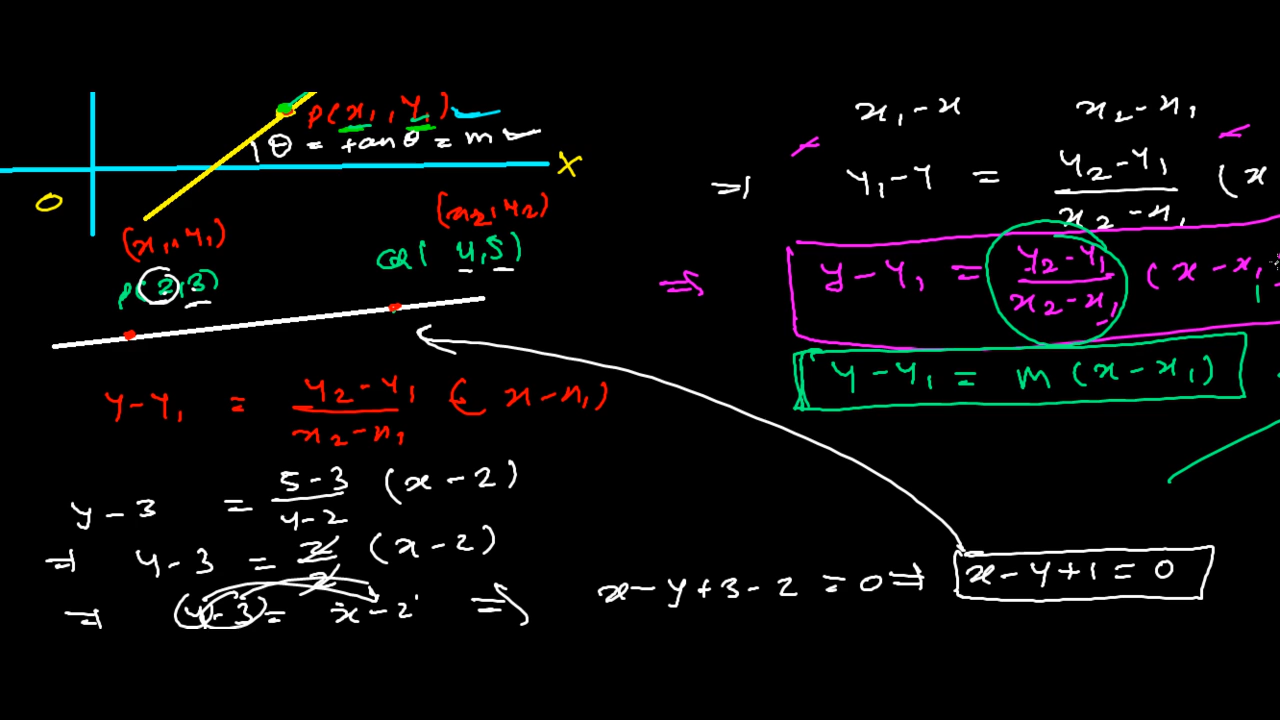 P(x₁, y₁)
θ = tanθ = m
X
O
(x₁, y₁)
P(2,3)
(x₂, y₂)
Q( 4,5)
y-y₁ = y₂-y₁/x₂-x₁ (x-x₁)
y-3 = 5-3/4-2 (x-2)
⇒ y-3 = 2/2 (x-2)
⇒ (y-3) = x-2 ⇒ x-y+3-2 = 0 ⇒ x-y+1 = 0
x₁-x x₂-x₁
⇒ y₁-y = y₂-y₁/x₂-x₁ (x
⇒ y-y₁ = y₂-y₁/x₂-x₁ (x-x₁
y-y₁ = m(x-x₁)